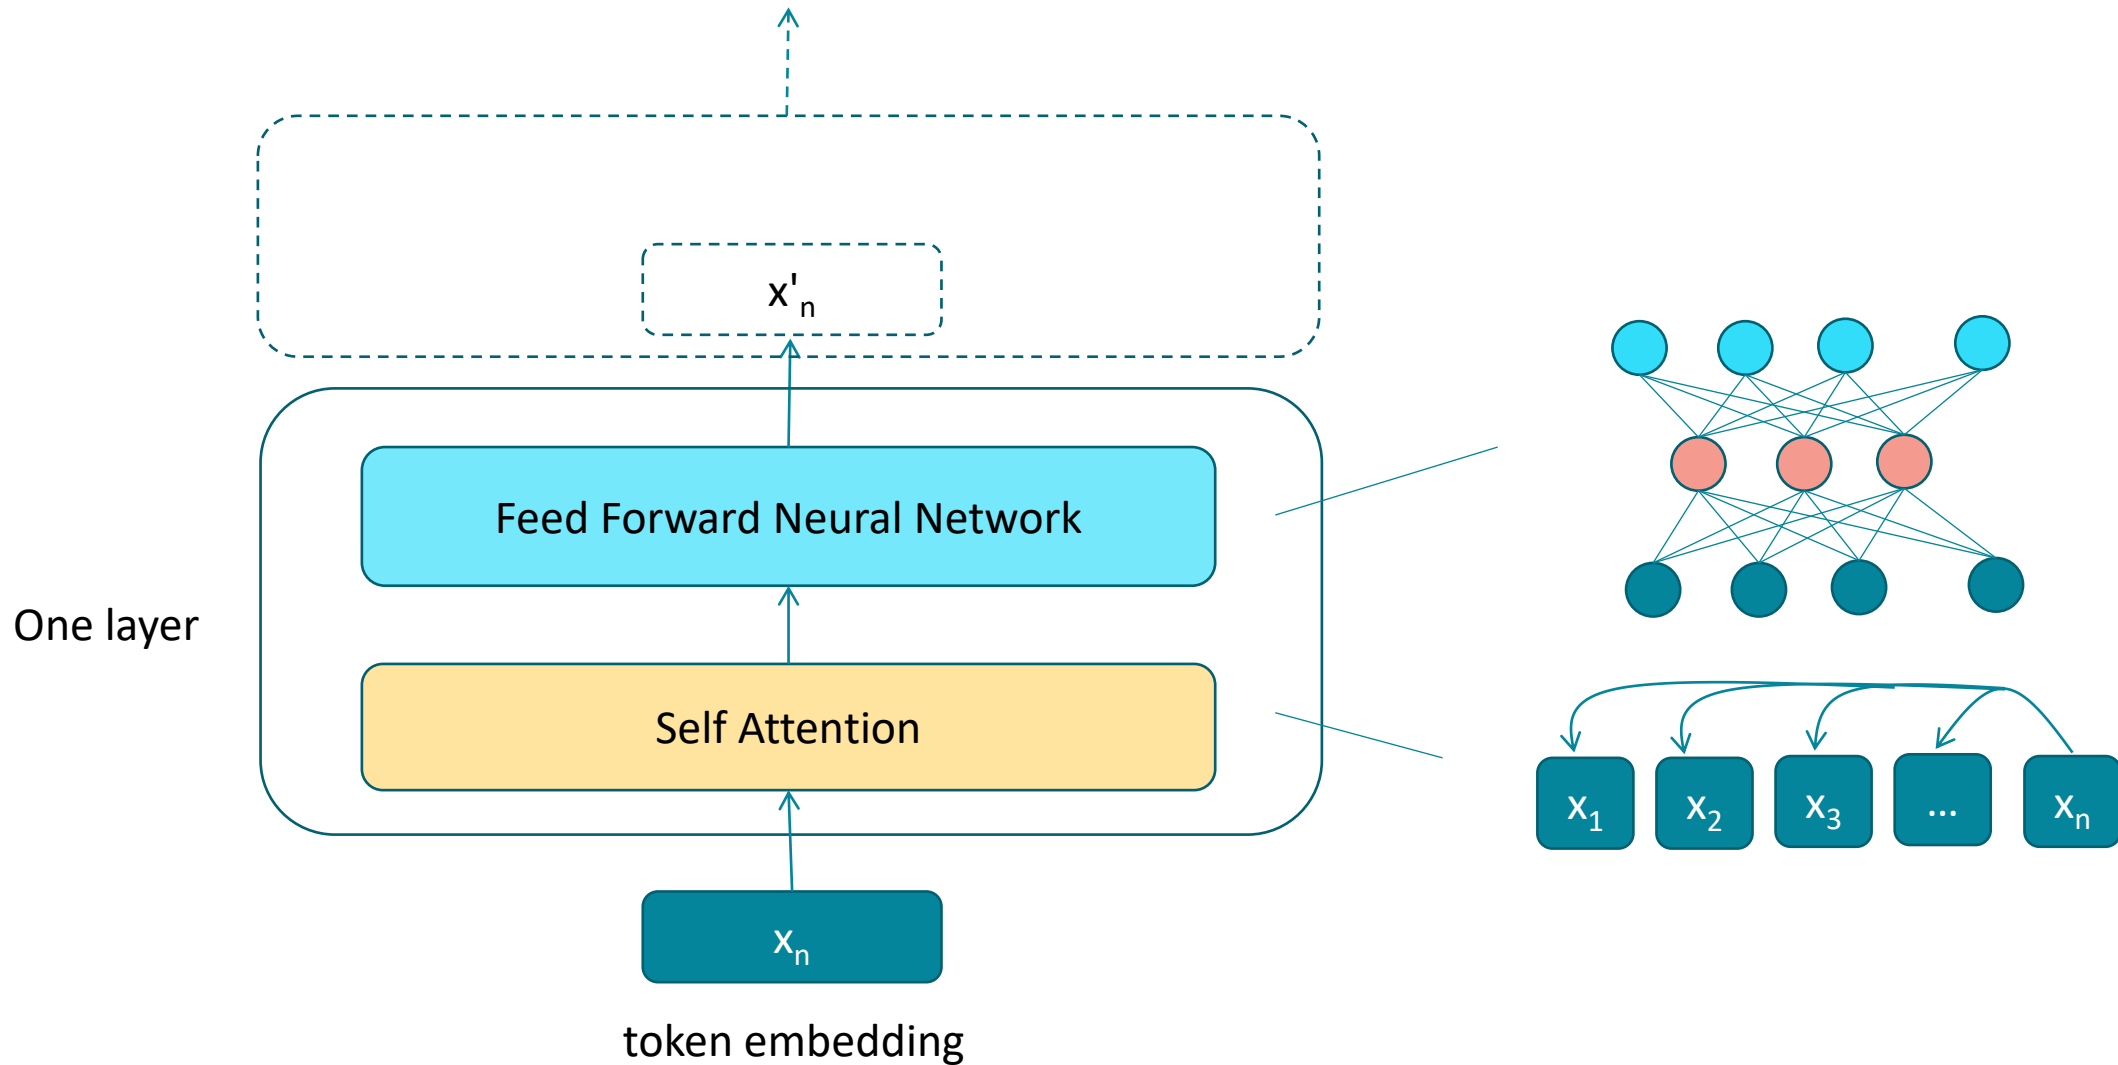 x'ₙ
Feed Forward Neural Network
One layer
Self Attention
x₁ x₂ x₃ ... xₙ
xₙ
token embedding